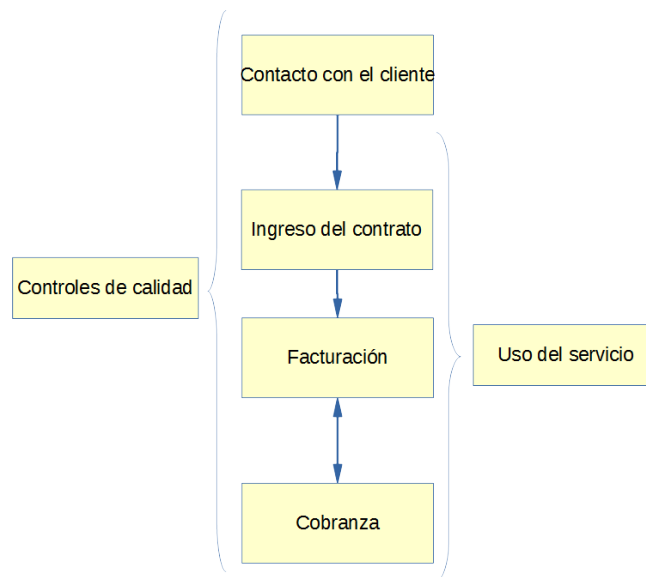 Contacto con el cliente
Ingreso del contrato
Controles de calidad
Facturación
Uso del servicio
Cobranza